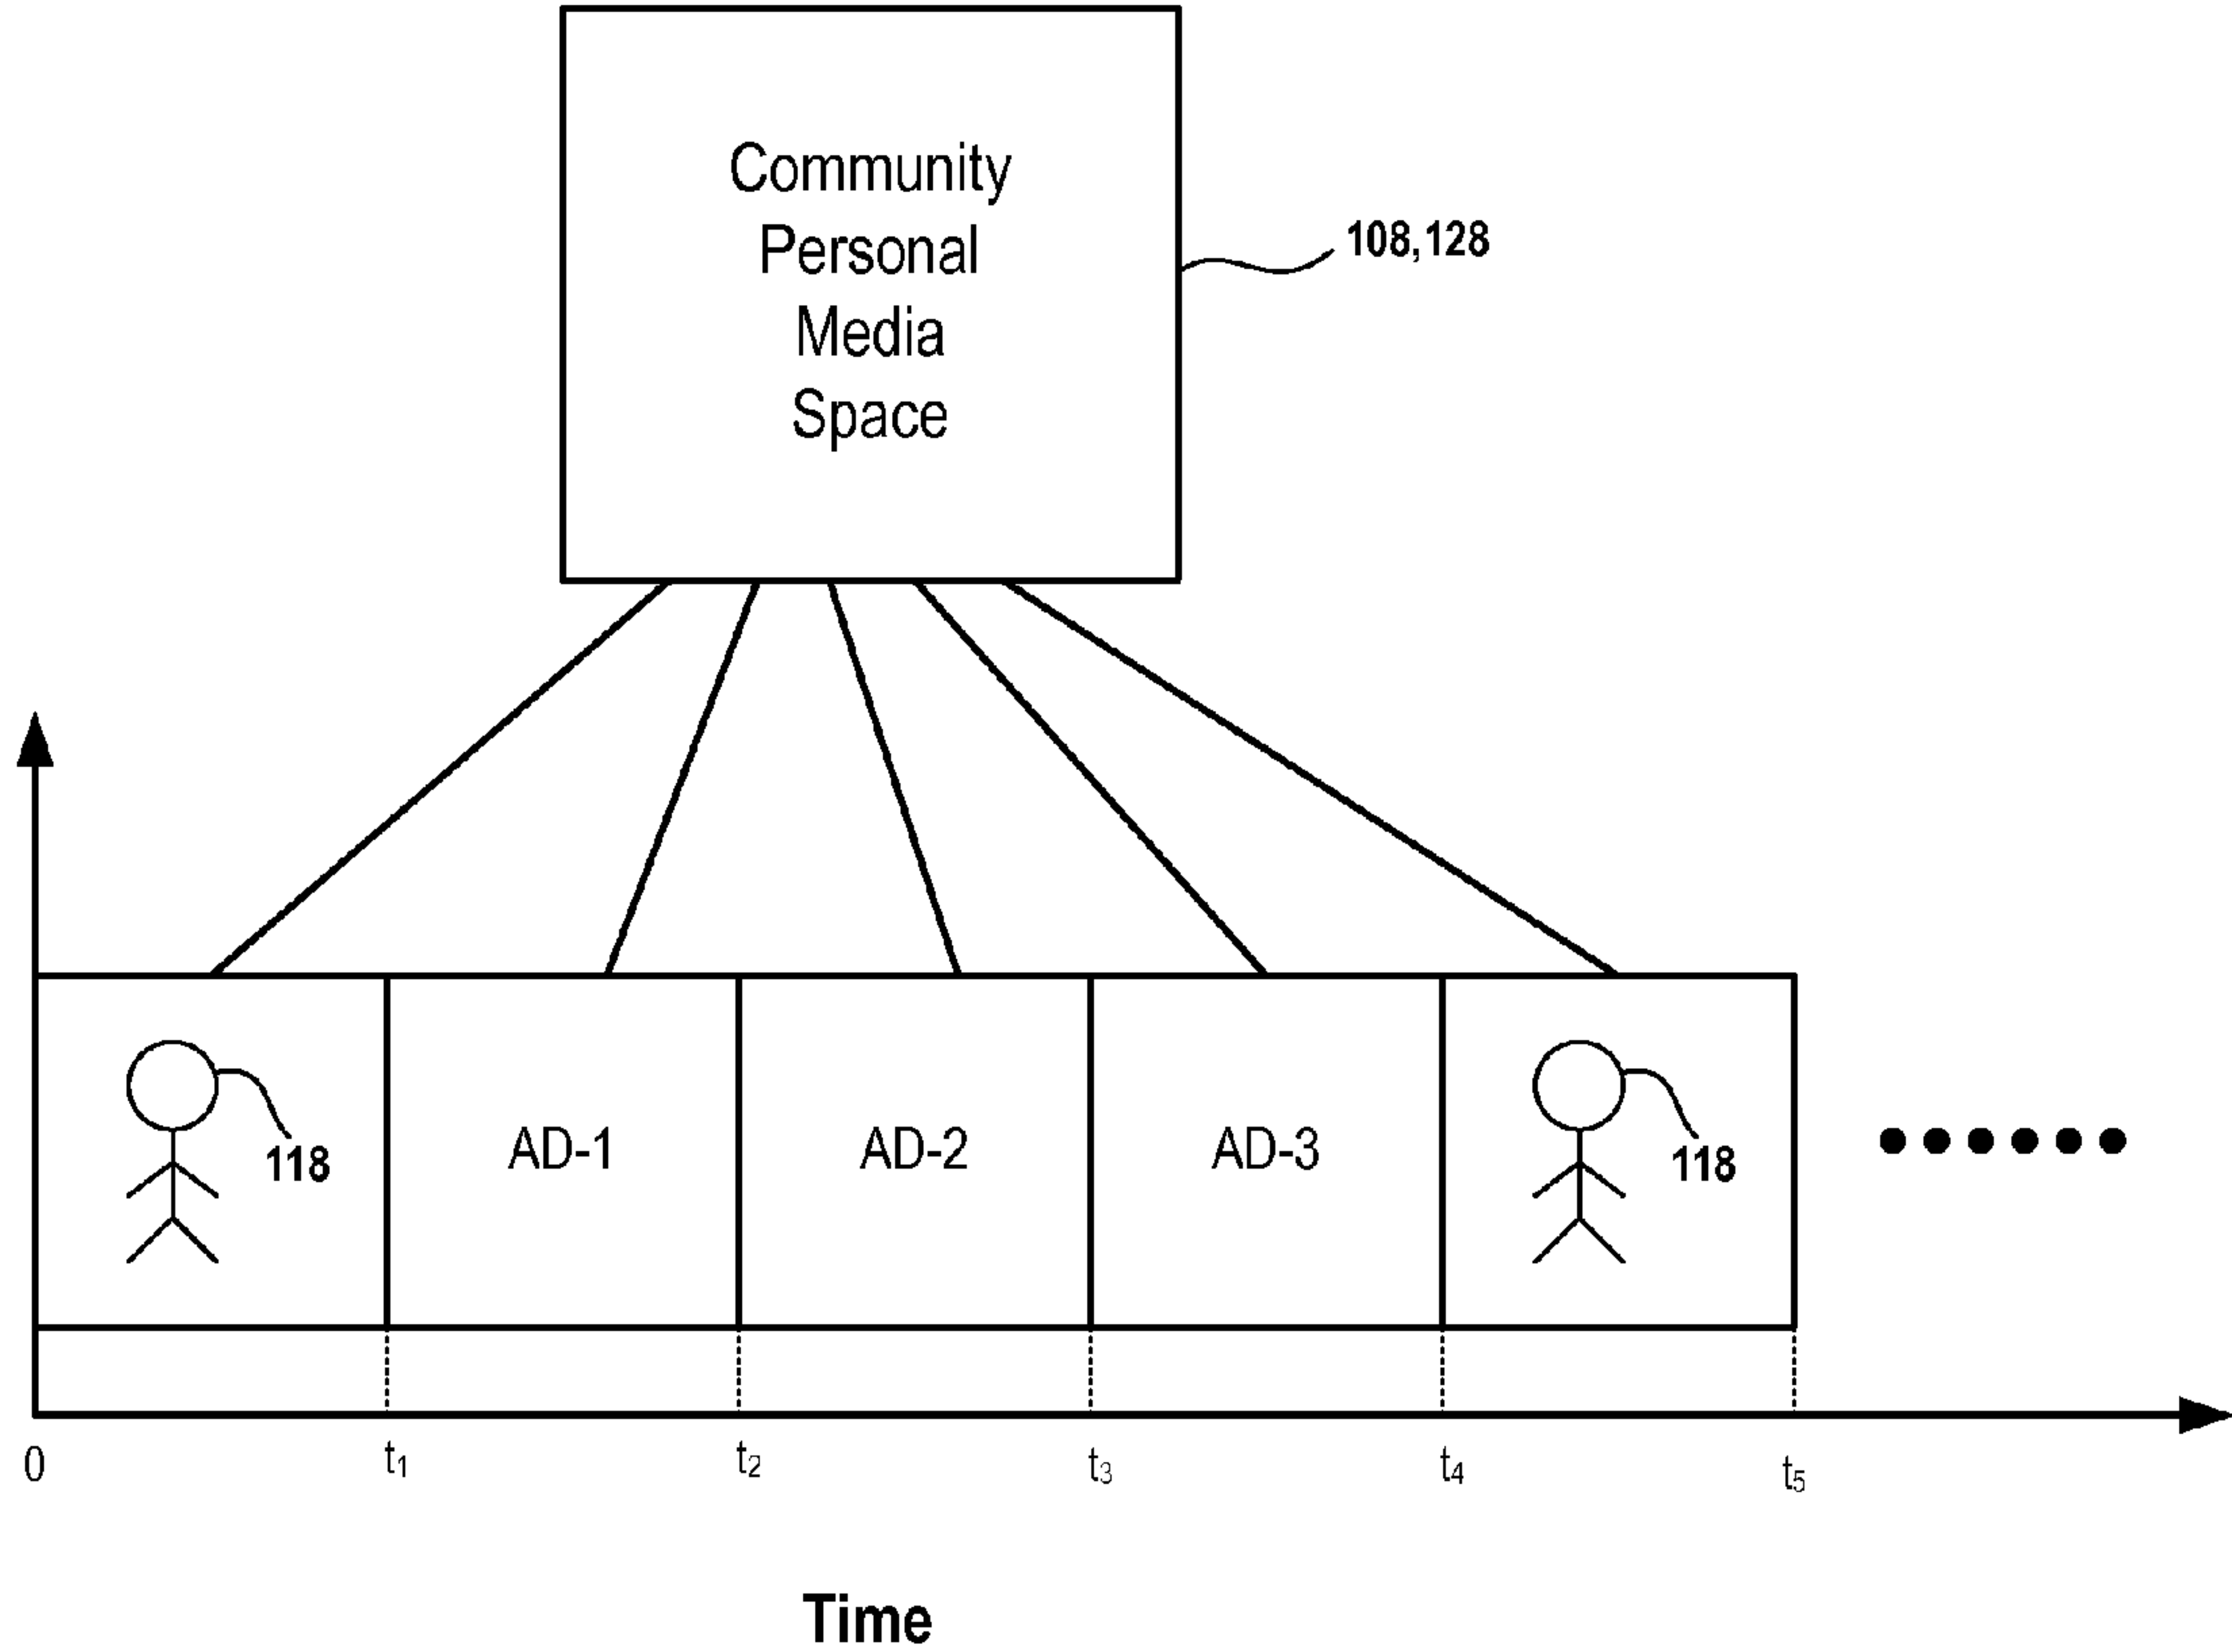 Community
Personal
Media
Space
108,128
118
AD-1
AD-2
AD-3
118
0
t1
t2
t3
t4
t5
Time